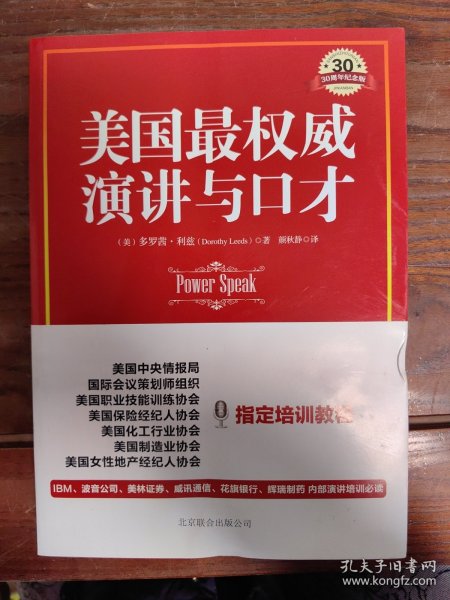 30
30周年纪念版
美国最权威
演讲与口才
（美）多罗茜·利兹（Dorothy Leeds）◎著 颜秋静◎译
Power Speak
美国中央情报局
国际会议策划师组织
美国职业技能训练协会
美国保险经纪人协会
美国化工行业协会
美国制造业协会
美国女性地产经纪人协会
指定培训教程
IBM、波音公司、美林证券、威讯通信、花旗银行、辉瑞制药 内部演讲培训必读
北京联合出版公司
孔夫子旧书网
www.kongfz.com